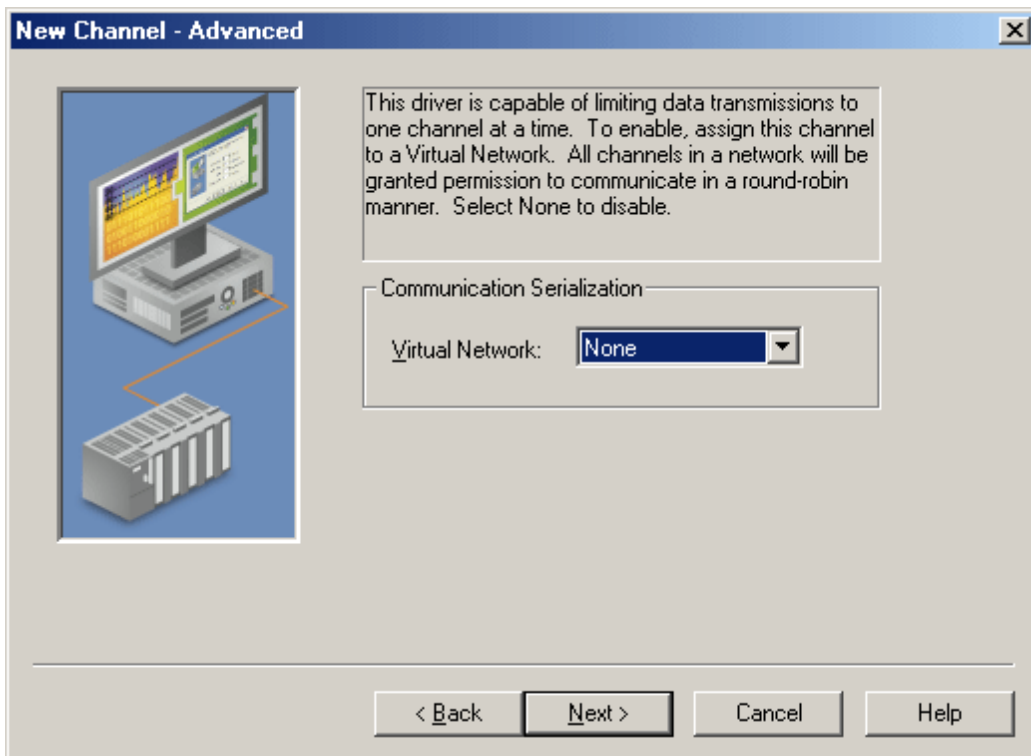 New Channel - Advanced
This driver is capable of limiting data transmissions to
one channel at a time.  To enable, assign this channel
to a Virtual Network.  All channels in a network will be
granted permission to communicate in a round-robin
manner.  Select None to disable.
Communication Serialization
Virtual Network: None
< Back Next > Cancel Help